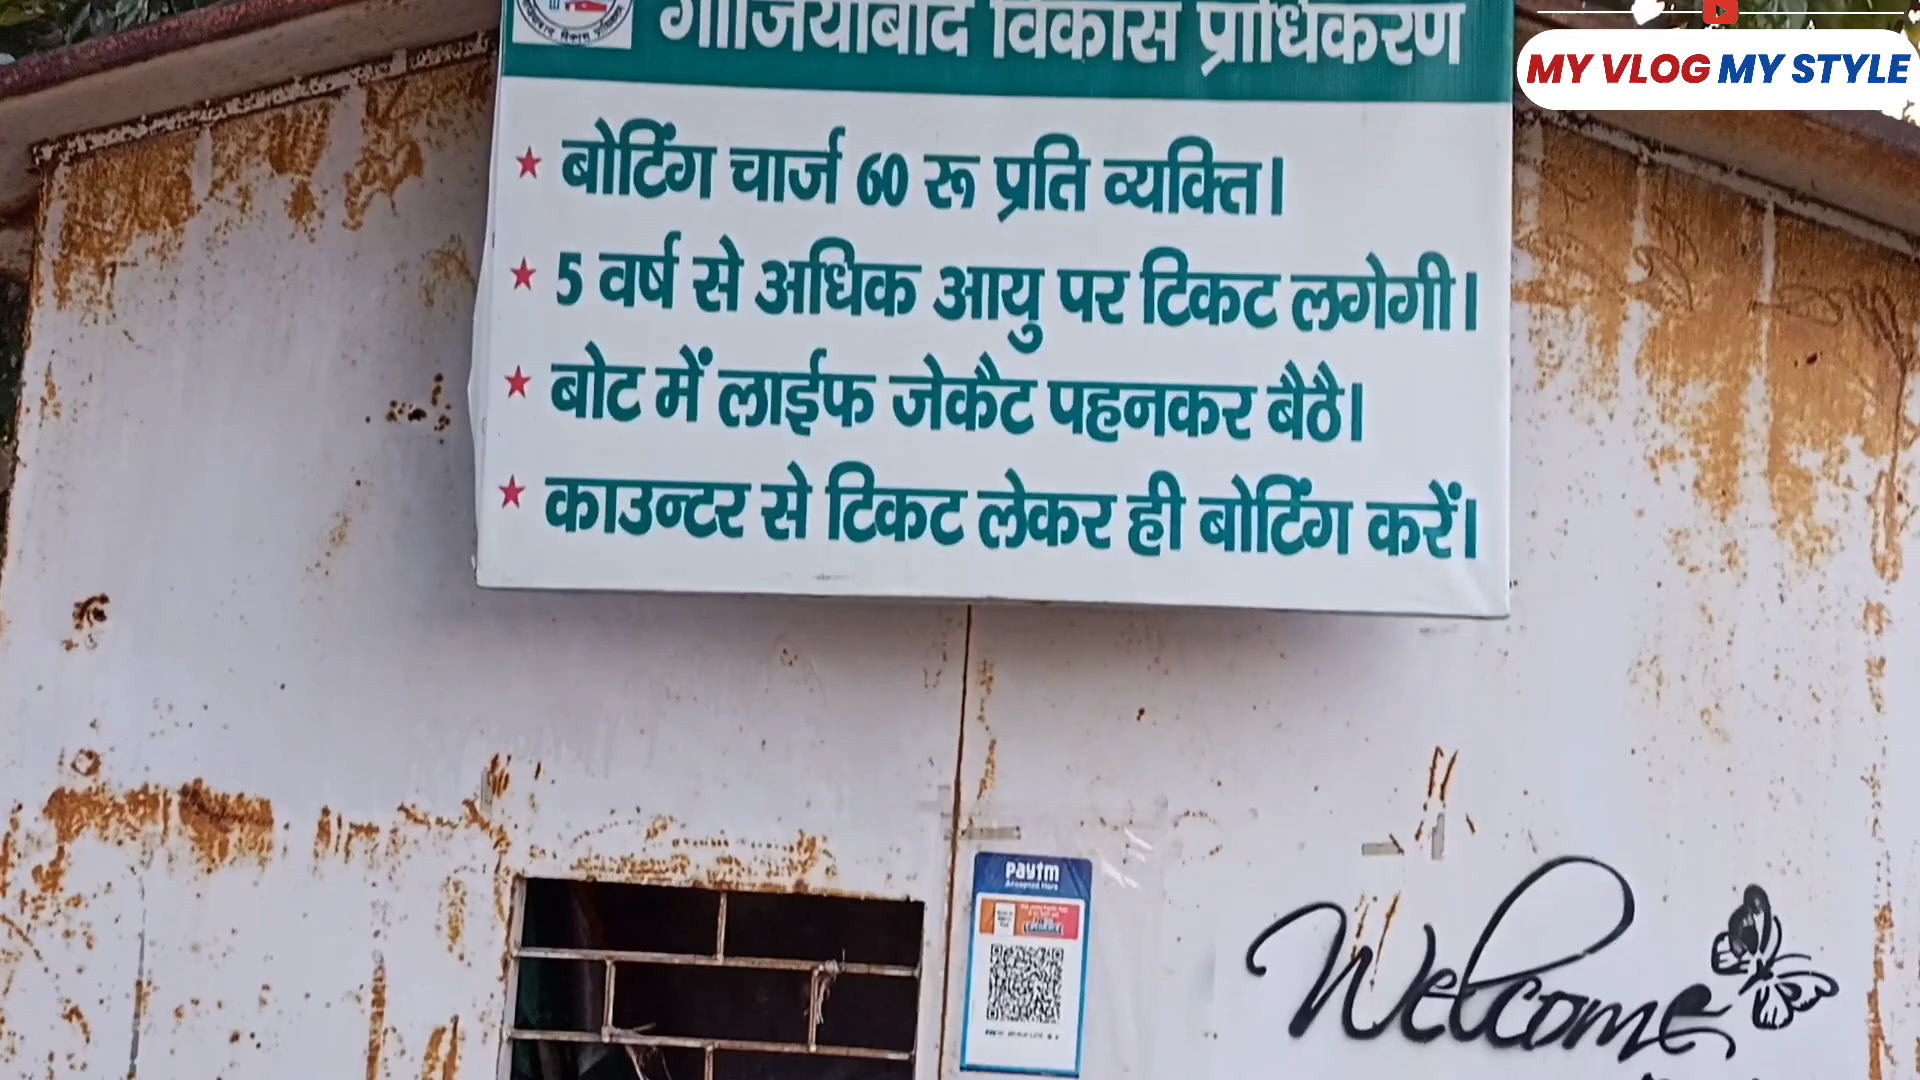 गाजियाबाद विकास प्राधिकरण
MY VLOG MY STYLE
★ बोटिंग चार्ज 60 रू प्रति व्यक्ति।
★ 5 वर्ष से अधिक आयु पर टिकट लगेगी।
★ बोट में लाईफ जेकैट पहनकर बैठै।
★ काउन्टर से टिकट लेकर ही बोटिंग करें।
paytm
Accepted Here
Welcome